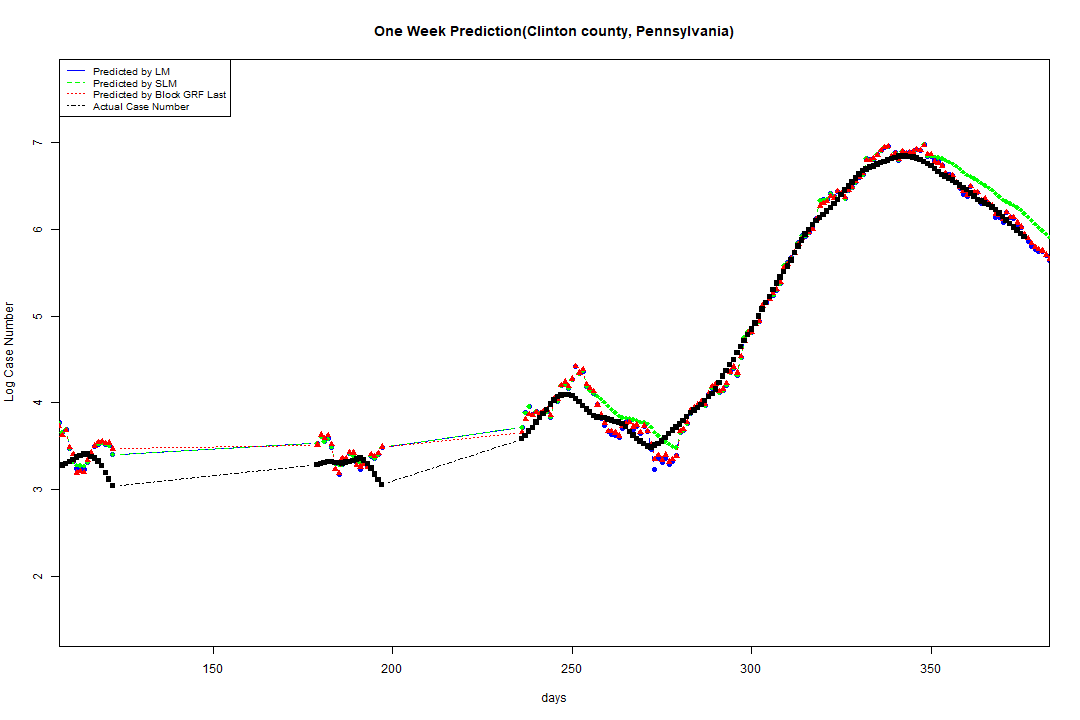 One Week Prediction(Clinton county, Pennsylvania)
Predicted by LM
Predicted by SLM
Predicted by Block GRF Last
Actual Case Number
7
6
5
4
3
2
Log Case Number
150 200 250 300 350
days